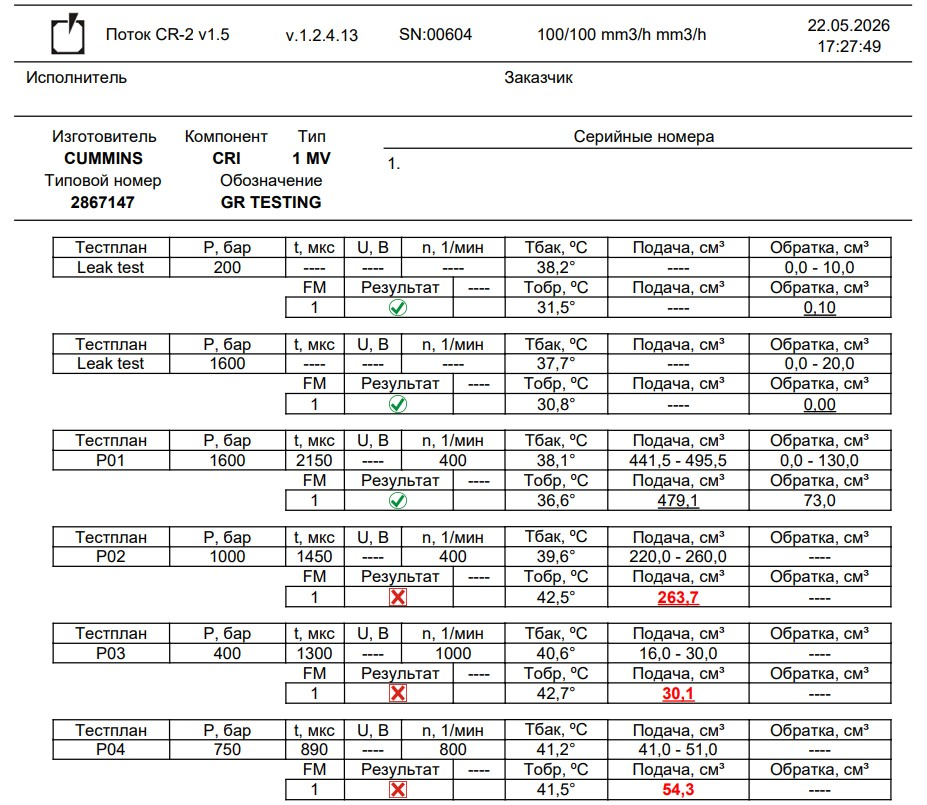 Поток CR-2 v1.5 v.1.2.4.13 SN:00604 100/100 mm3/h mm3/h 22.05.2026
17:27:49
Исполнитель Заказчик
Изготовитель Компонент Тип Серийные номера
CUMMINS CRI 1 MV 1.
Типовой номер Обозначение
2867147 GR TESTING
Тестплан P, бар t, мкс U, В n, 1/мин Тбак, ºC Подача, см³ Обратка, см³
Leak test 200 ---- ---- ---- 38,2° ---- 0,0 - 10,0
FM Результат ---- Тобр, ºC Подача, см³ Обратка, см³
1 31,5° ---- 0,10
Тестплан P, бар t, мкс U, В n, 1/мин Тбак, ºC Подача, см³ Обратка, см³
Leak test 1600 ---- ---- ---- 37,7° ---- 0,0 - 20,0
FM Результат ---- Тобр, ºC Подача, см³ Обратка, см³
1 30,8° ---- 0,00
Тестплан P, бар t, мкс U, В n, 1/мин Тбак, ºC Подача, см³ Обратка, см³
P01 1600 2150 ---- 400 38,1° 441,5 - 495,5 0,0 - 130,0
FM Результат ---- Тобр, ºC Подача, см³ Обратка, см³
1 36,6° 479,1 73,0
Тестплан P, бар t, мкс U, В n, 1/мин Тбак, ºC Подача, см³ Обратка, см³
P02 1000 1450 ---- 400 39,6° 220,0 - 260,0 ----
FM Результат ---- Тобр, ºC Подача, см³ Обратка, см³
1 42,5° 263,7 ----
Тестплан P, бар t, мкс U, В n, 1/мин Тбак, ºC Подача, см³ Обратка, см³
P03 400 1300 ---- 1000 40,6° 16,0 - 30,0 ----
FM Результат ---- Тобр, ºC Подача, см³ Обратка, см³
1 42,7° 30,1 ----
Тестплан P, бар t, мкс U, В n, 1/мин Тбак, ºC Подача, см³ Обратка, см³
P04 750 890 ---- 800 41,2° 41,0 - 51,0 ----
FM Результат ---- Тобр, ºC Подача, см³ Обратка, см³
1 41,5° 54,3 ----